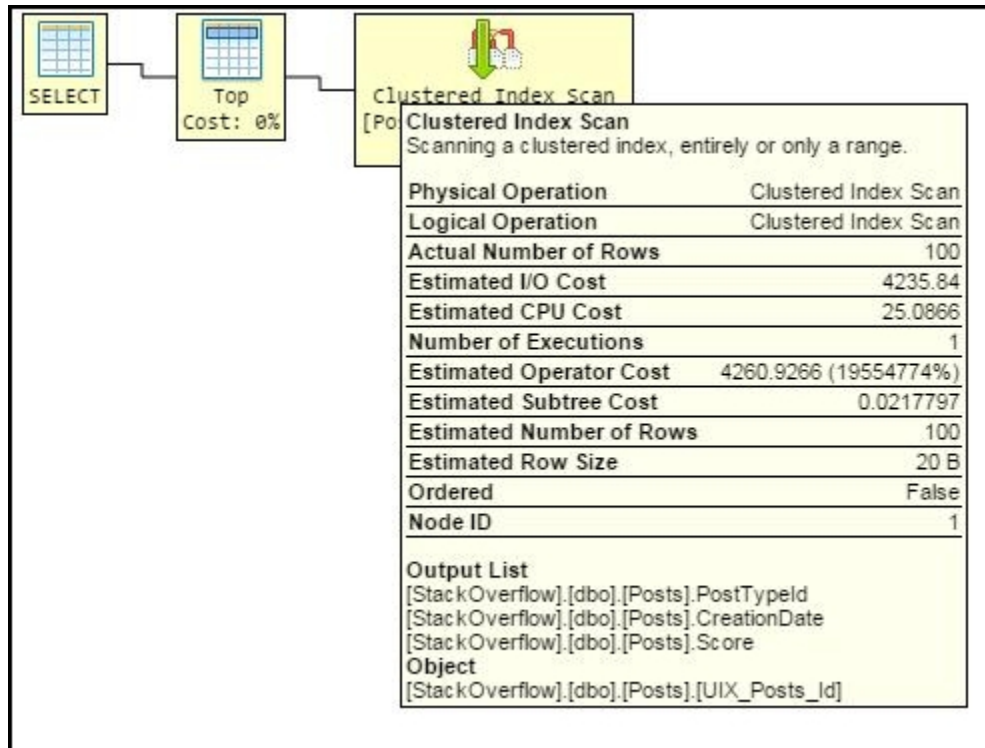 SELECT
Top
Cost: 0%
Clustered Index Scan
[Po
Clustered Index Scan
Scanning a clustered index, entirely or only a range.
Physical Operation Clustered Index Scan
Logical Operation Clustered Index Scan
Actual Number of Rows 100
Estimated I/O Cost 4235.84
Estimated CPU Cost 25.0866
Number of Executions 1
Estimated Operator Cost 4260.9266 (19554774%)
Estimated Subtree Cost 0.0217797
Estimated Number of Rows 100
Estimated Row Size 20 B
Ordered False
Node ID 1
Output List
[StackOverflow].[dbo].[Posts].PostTypeId
[StackOverflow].[dbo].[Posts].CreationDate
[StackOverflow].[dbo].[Posts].Score
Object
[StackOverflow].[dbo].[Posts].[UIX_Posts_Id]